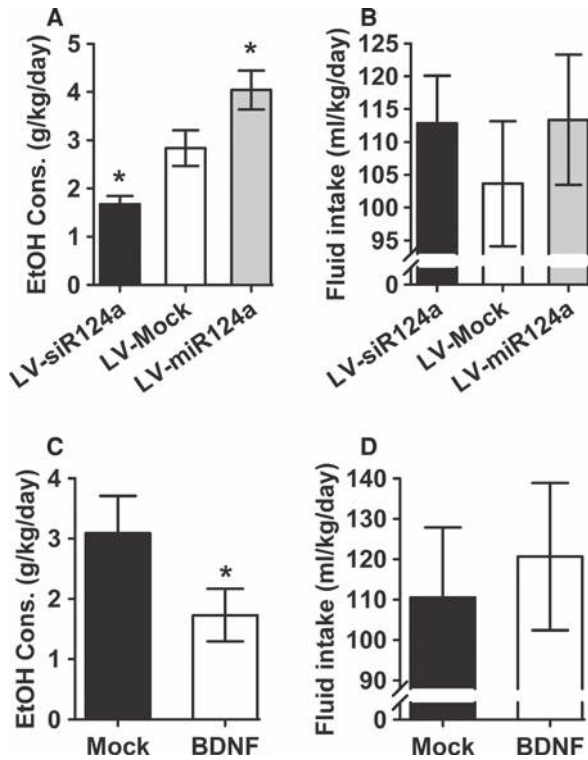 A
EtOH Cons. (g/kg/day)
5
4
3
2
1
0
*
*
LV-siR124a
LV-Mock
LV-miR124a
B
Fluid intake (ml/kg/day)
125
120
115
110
105
100
95
0
LV-siR124a
LV-Mock
LV-miR124a
C
EtOH Cons. (g/kg/day)
4
3
2
1
0
*
Mock
BDNF
D
Fluid intake (ml/kg/day)
140
130
120
110
100
90
0
Mock
BDNF